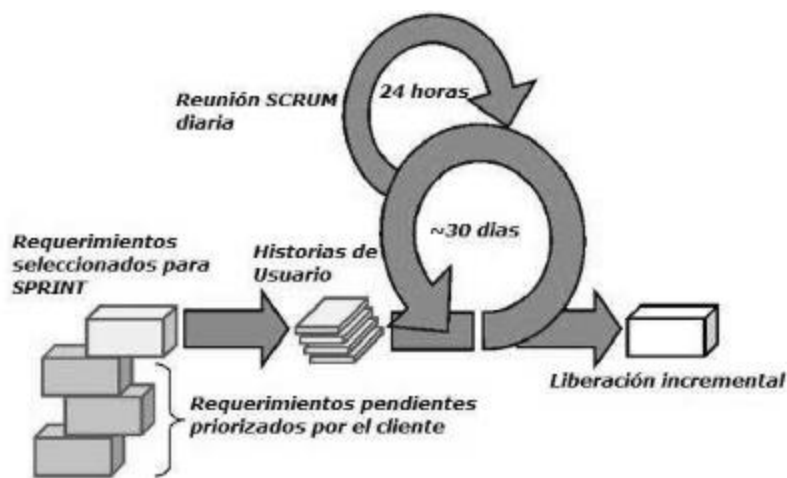 24 horas
Reunión SCRUM
diaria
~30 dias
Requerimientos
seleccionados para
SPRINT
Historias de
Usuario
Liberación incremental
Requerimientos pendientes
priorizados por el cliente